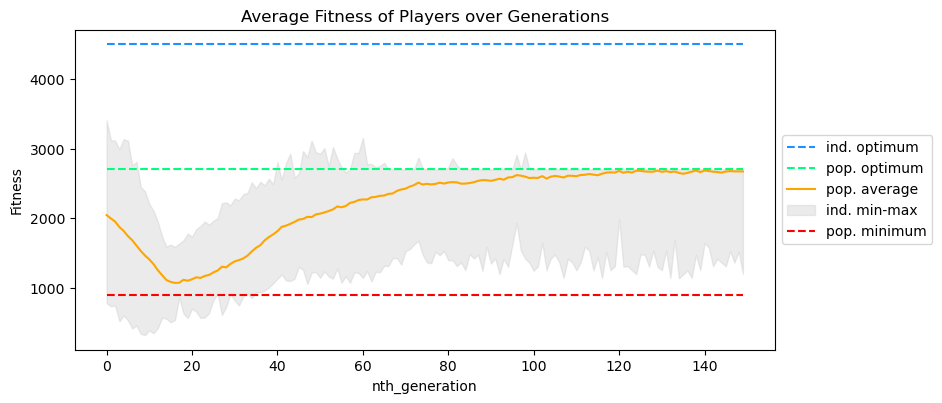 Average Fitness of Players over Generations
Fitness
4000
3000
2000
1000
0
20
40
60
80
100
120
140
nth_generation
ind. optimum
pop. optimum
pop. average
ind. min-max
pop. minimum